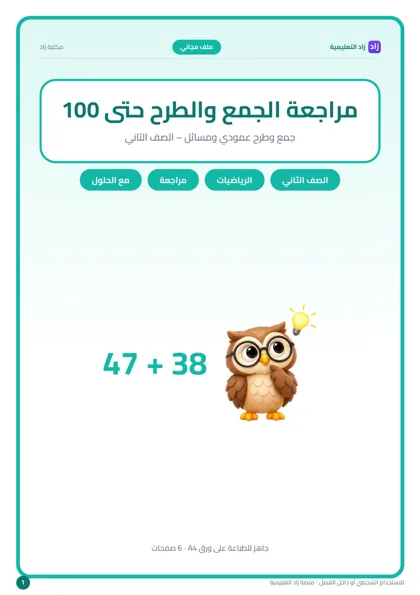 زاد زاد التعليمية
ملف مجاني
مكتبة زاد
مراجعة الجمع والطرح حتى 100
جمع وطرح عمودي ومسائل – الصف الثاني
الصف الثاني
الرياضيات
مراجعة
مع الحلول
47 + 38
جاهز للطباعة على ورق A4 · 6 صفحات
للاستخدام الشخصي أو داخل الفصل · منصة زاد التعليمية
1